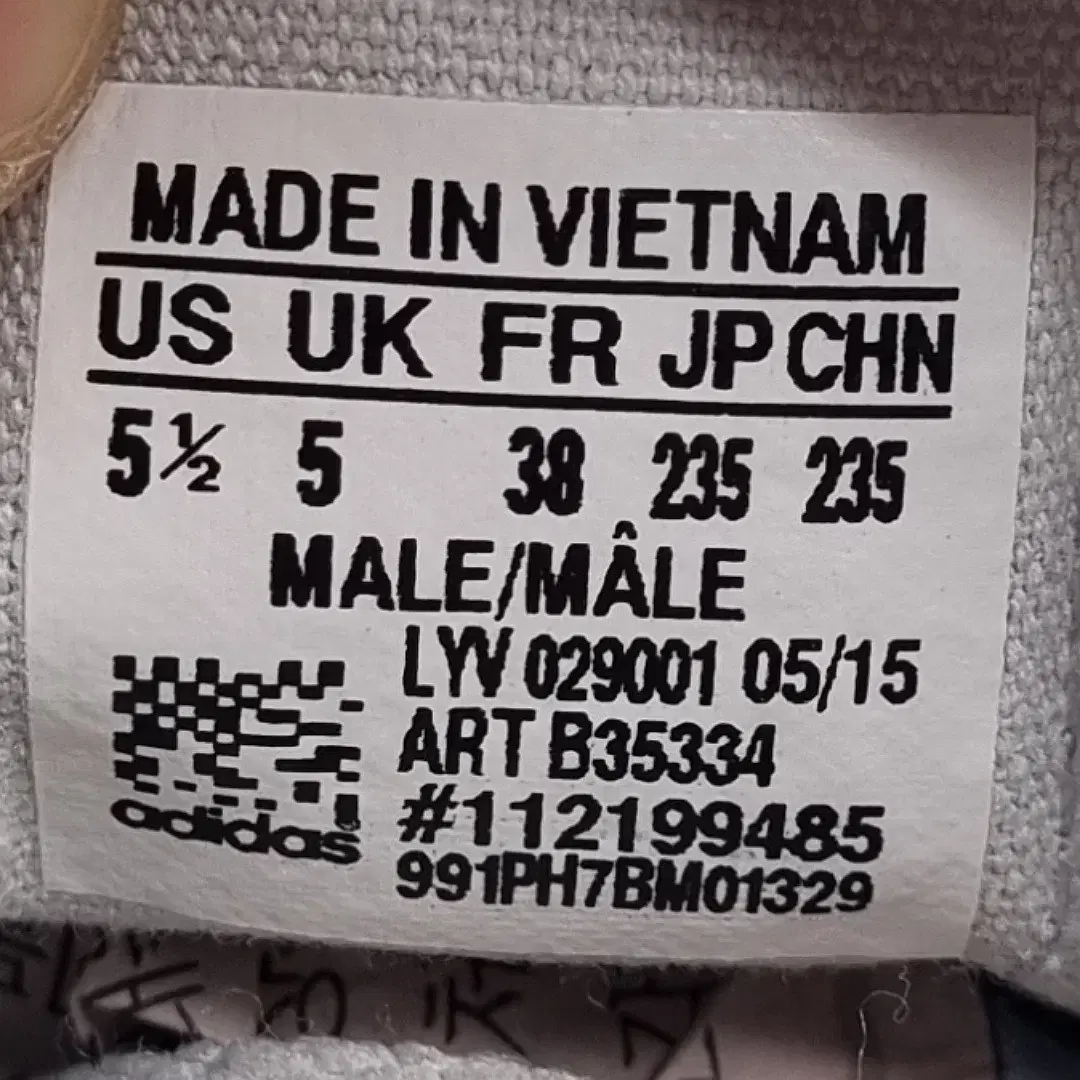 MADE IN VIETNAM
US UK FR JP CHN
5½ 5 38 235 235
MALE/MÂLE
LYV 029001 05/15
ART B35334
#112199485
991PH7BM01329
adidas